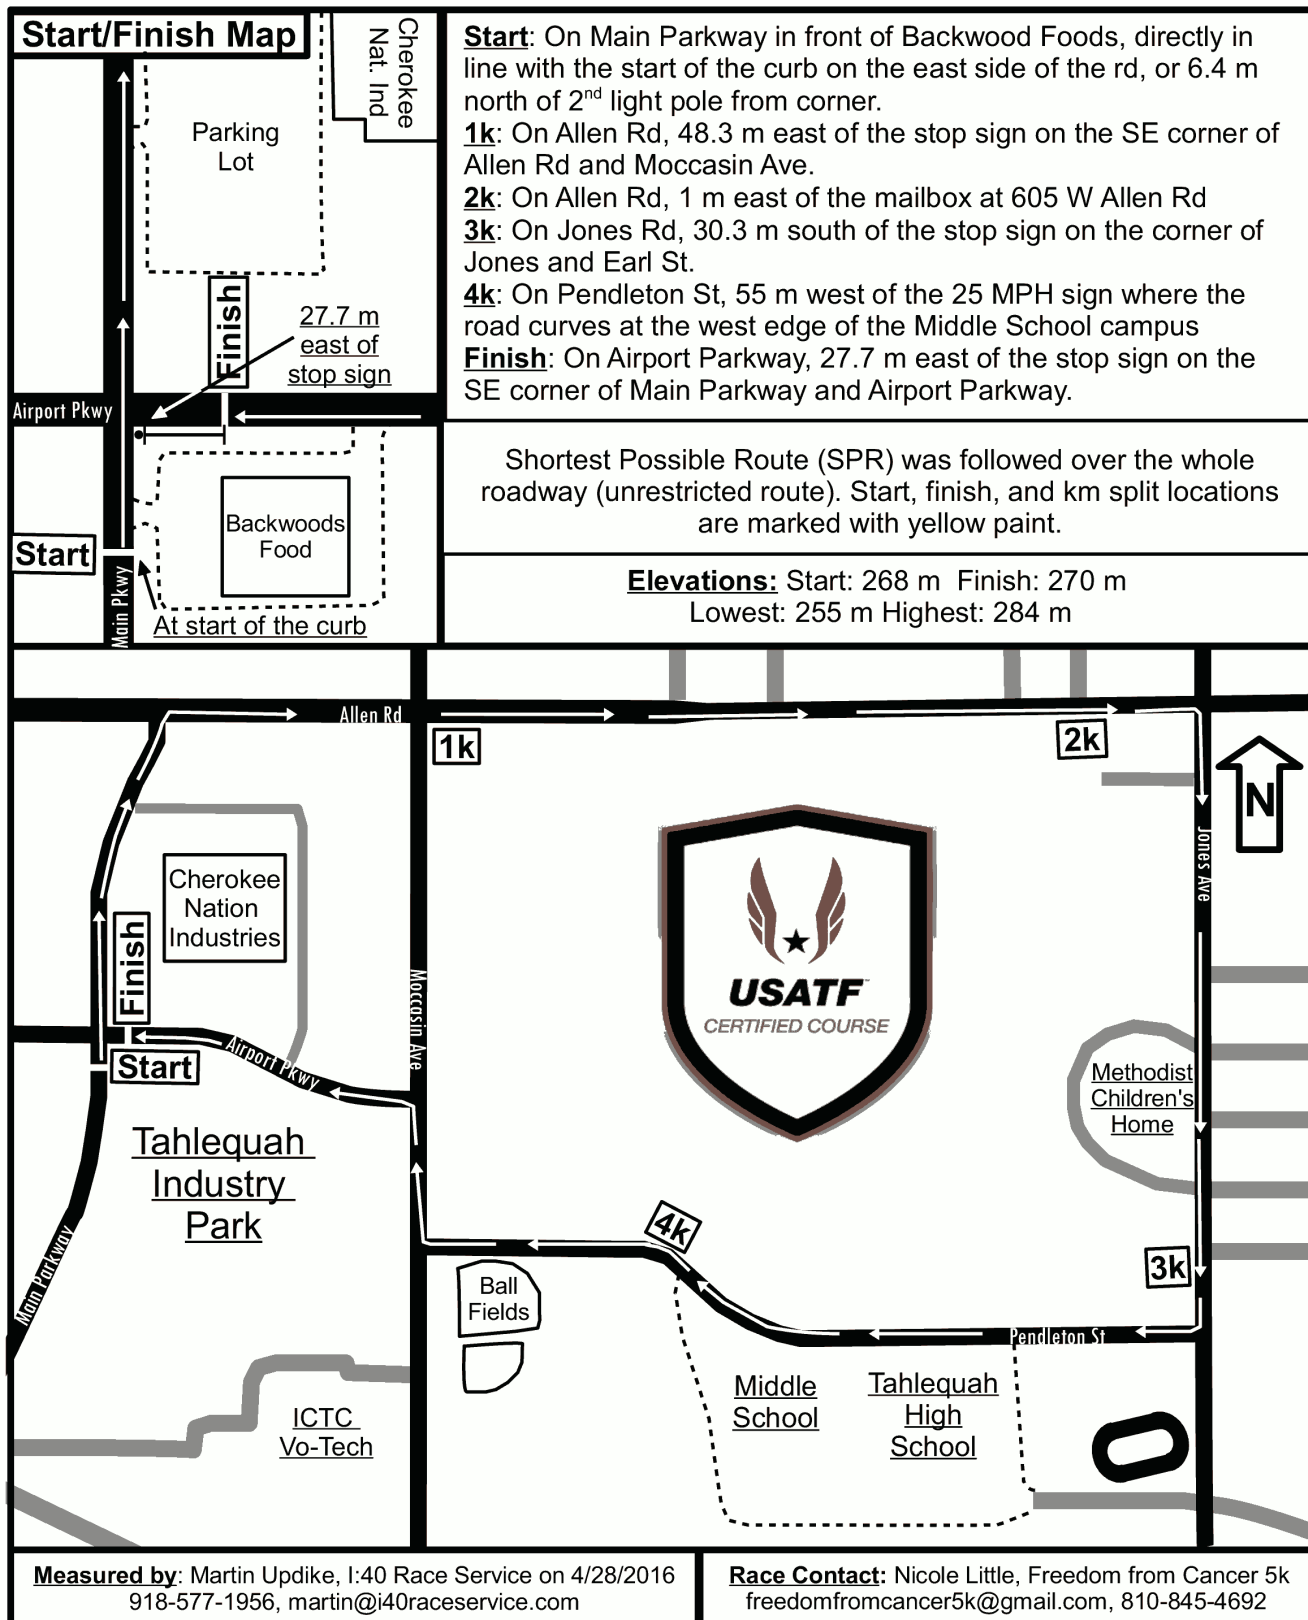 Start/Finish Map
Cherokee
Nat. Ind
Parking
Lot
Finish
27.7 m
east of
stop sign
Airport Pkwy
Backwoods
Food
Start
Main Pkwy
At start of the curb
Start: On Main Parkway in front of Backwood Foods, directly in
line with the start of the curb on the east side of the rd, or 6.4 m
north of 2nd light pole from corner.
1k: On Allen Rd, 48.3 m east of the stop sign on the SE corner of
Allen Rd and Moccasin Ave.
2k: On Allen Rd, 1 m east of the mailbox at 605 W Allen Rd
3k: On Jones Rd, 30.3 m south of the stop sign on the corner of
Jones and Earl St.
4k: On Pendleton St, 55 m west of the 25 MPH sign where the
road curves at the west edge of the Middle School campus
Finish: On Airport Parkway, 27.7 m east of the stop sign on the
SE corner of Main Parkway and Airport Parkway.
Shortest Possible Route (SPR) was followed over the whole
roadway (unrestricted route). Start, finish, and km split locations
are marked with yellow paint.
Elevations: Start: 268 m  Finish: 270 m
Lowest: 255 m Highest: 284 m
Allen Rd
1k
2k
N
Jones Ave
Cherokee
Nation
Industries
Finish
Start
Airport Pkwy
Moccasin Ave
USATF
CERTIFIED COURSE
Methodist
Children's
Home
Tahlequah
Industry
Park
Main Parkway
4k
3k
Ball
Fields
Pendleton St
Middle
School
Tahlequah
High
School
ICTC
Vo-Tech
Measured by: Martin Updike, I:40 Race Service on 4/28/2016
918-577-1956, martin@i40raceservice.com
Race Contact: Nicole Little, Freedom from Cancer 5k
freedomfromcancer5k@gmail.com, 810-845-4692